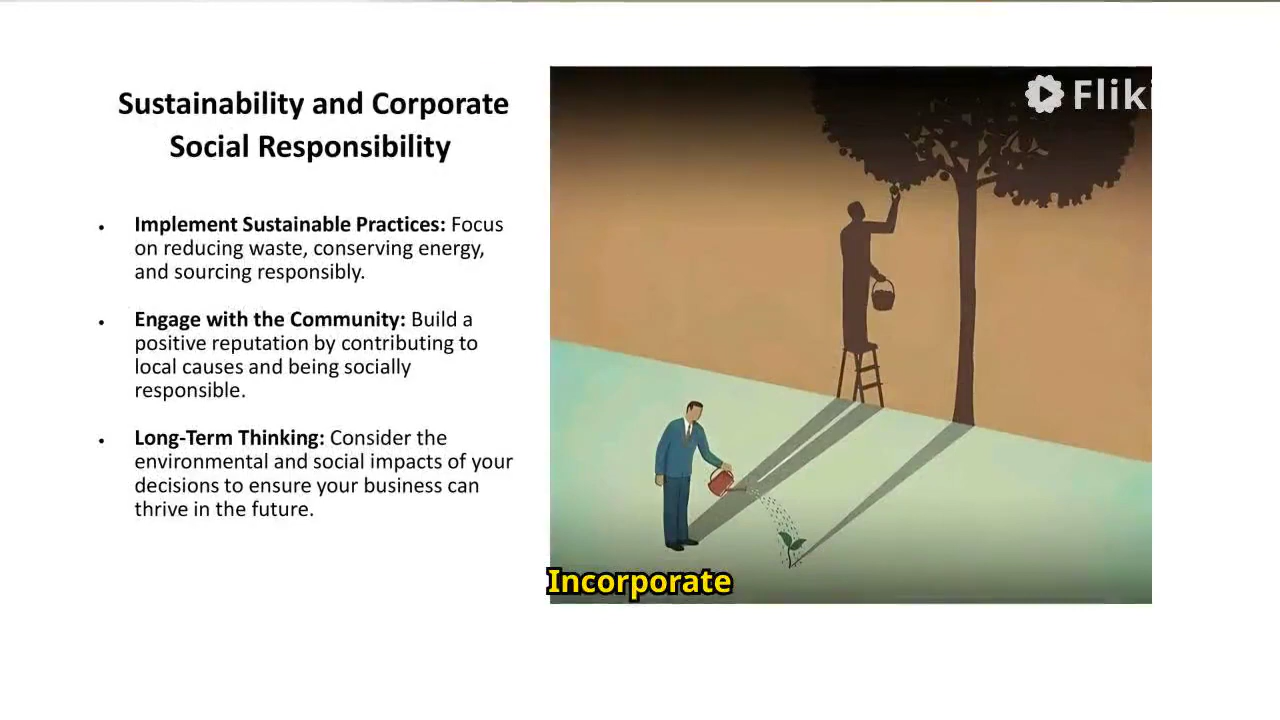 Sustainability and Corporate
Social Responsibility
• Implement Sustainable Practices: Focus
on reducing waste, conserving energy,
and sourcing responsibly.
• Engage with the Community: Build a
positive reputation by contributing to
local causes and being socially
responsible.
• Long-Term Thinking: Consider the
environmental and social impacts of your
decisions to ensure your business can
thrive in the future.
Fliki
Incorporate